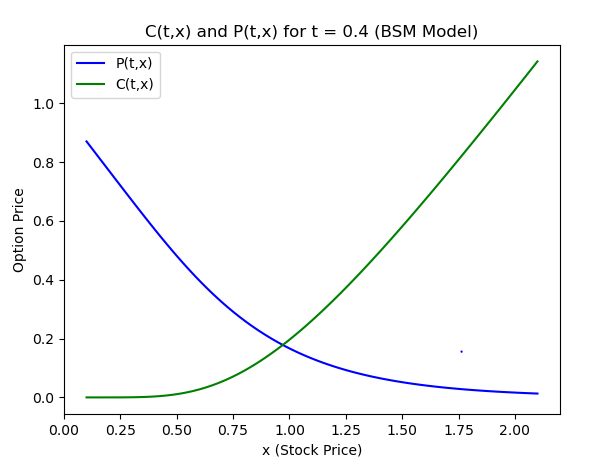 C(t,x) and P(t,x) for t = 0.4 (BSM Model)
P(t,x)
C(t,x)
Option Price
1.0
0.8
0.6
0.4
0.2
0.0
0.00 0.25 0.50 0.75 1.00 1.25 1.50 1.75 2.00
x (Stock Price)